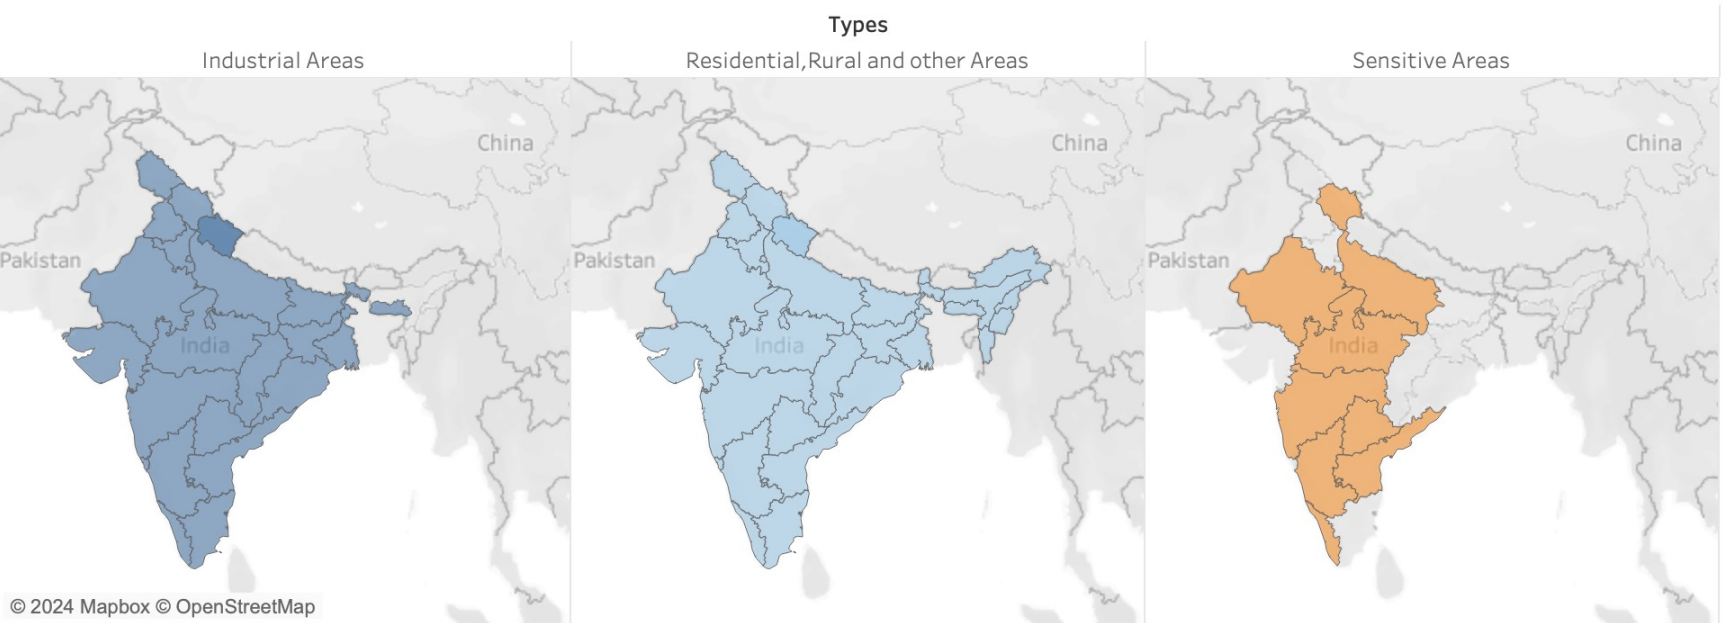 Types
Industrial Areas
Residential,Rural and other Areas
Sensitive Areas
China
Pakistan
India
China
Pakistan
India
China
Pakistan
India
© 2024 Mapbox © OpenStreetMap